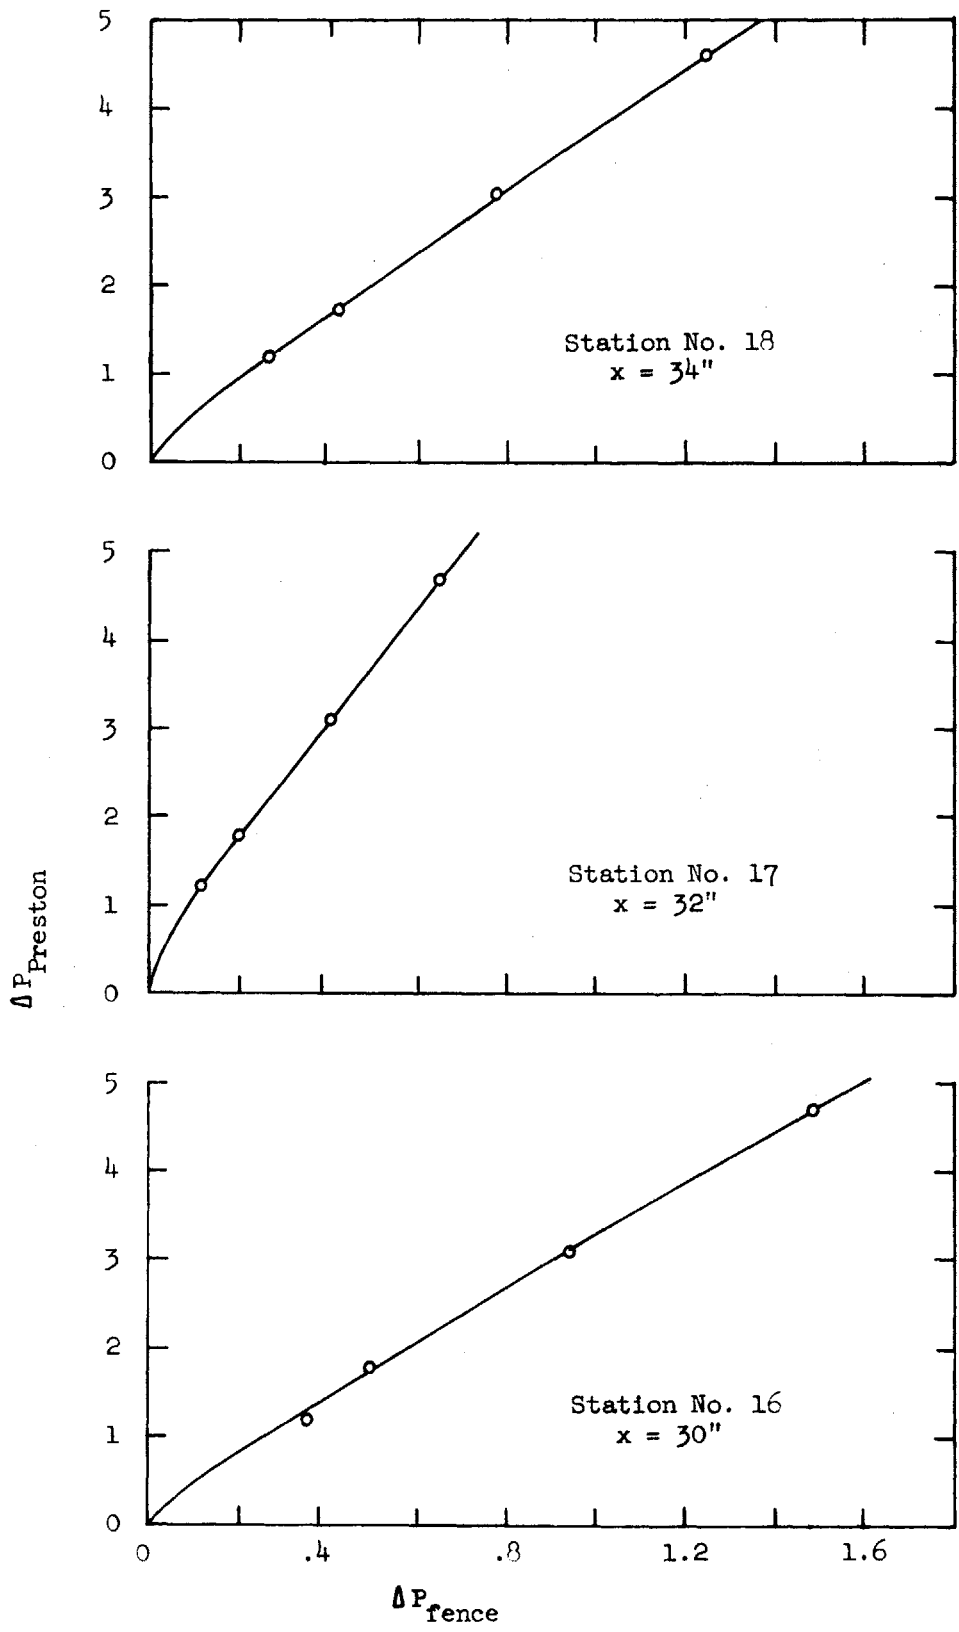 5
4
3
2
1
0
Station No. 18
x = 34"
5
4
3
2
1
0
Station No. 17
x = 32"
ΔP_Preston
5
4
3
2
1
0
Station No. 16
x = 30"
0 .4 .8 1.2 1.6
ΔP_fence